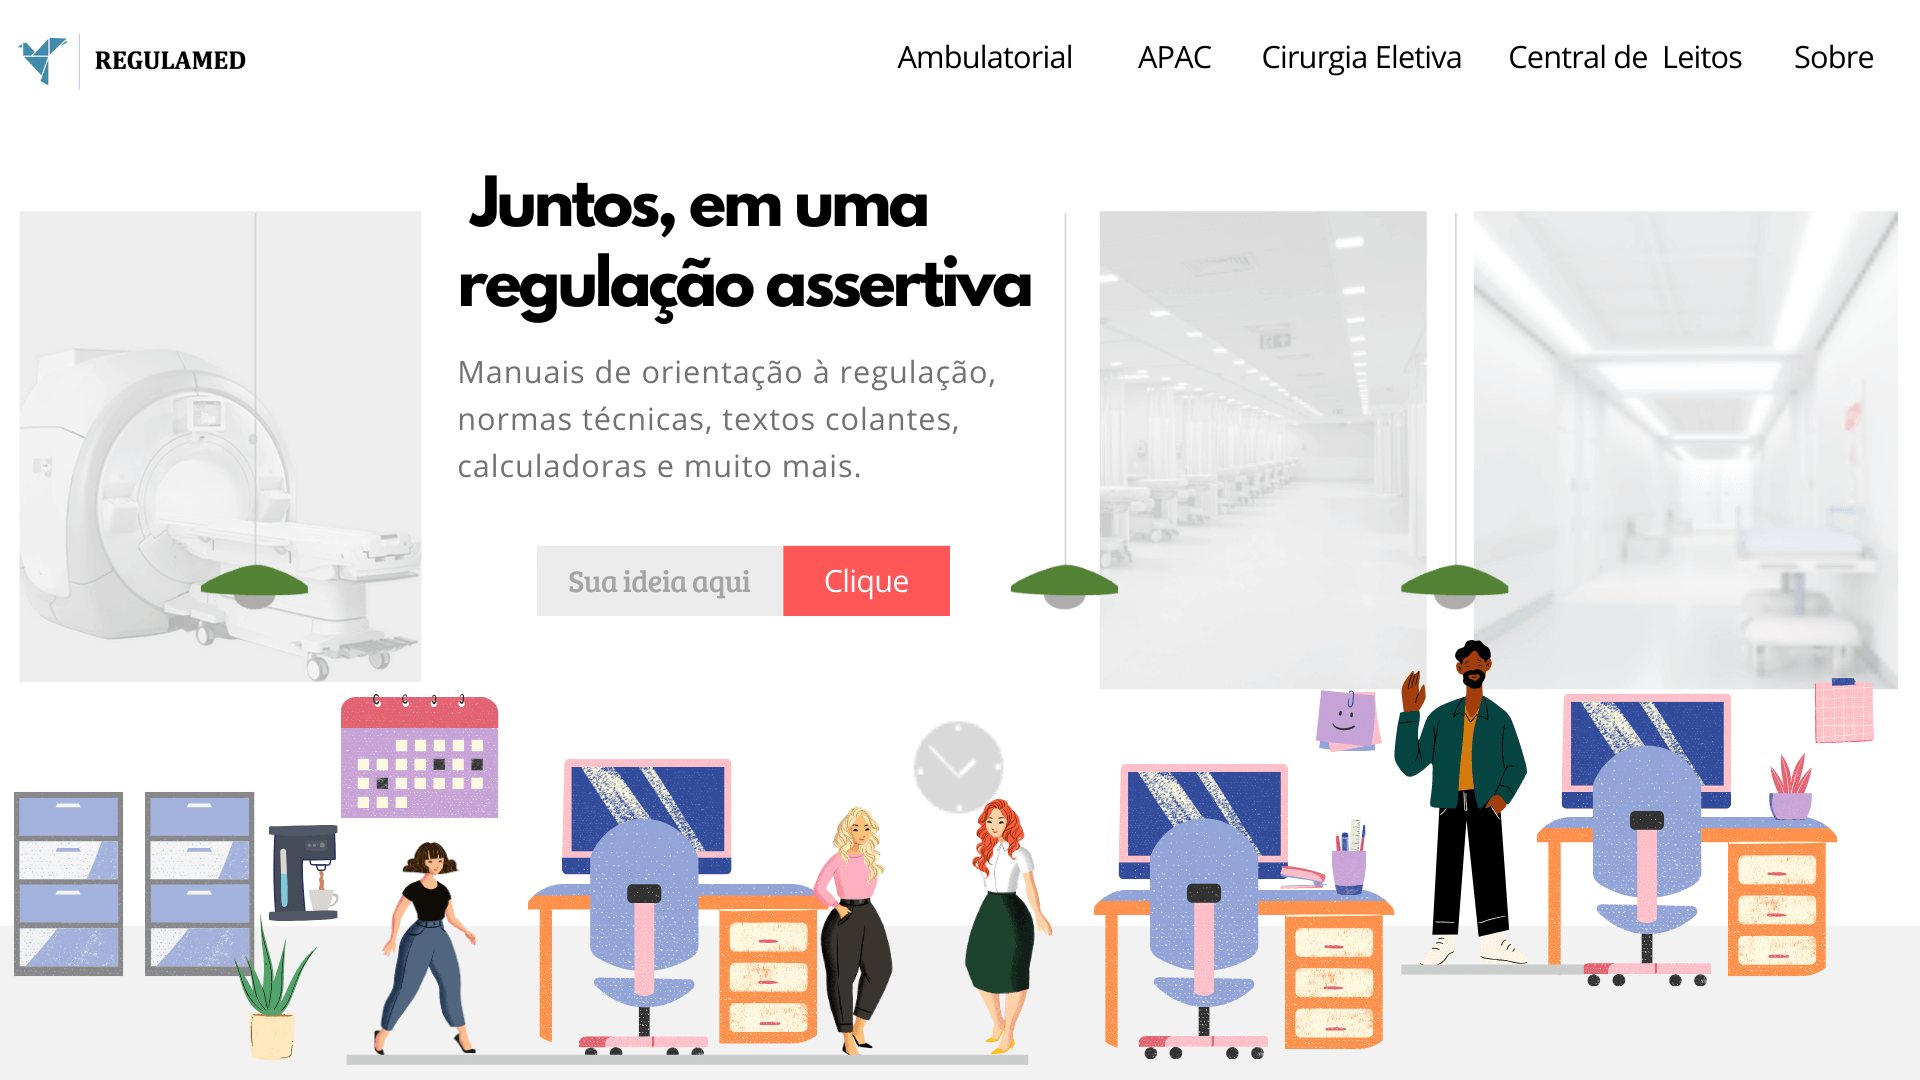 REGULAMED
Ambulatorial APAC Cirurgia Eletiva Central de Leitos Sobre
Juntos, em uma
regulação assertiva
Manuais de orientação à regulação,
normas técnicas, textos colantes,
calculadoras e muito mais.
Sua ideia aqui Clique